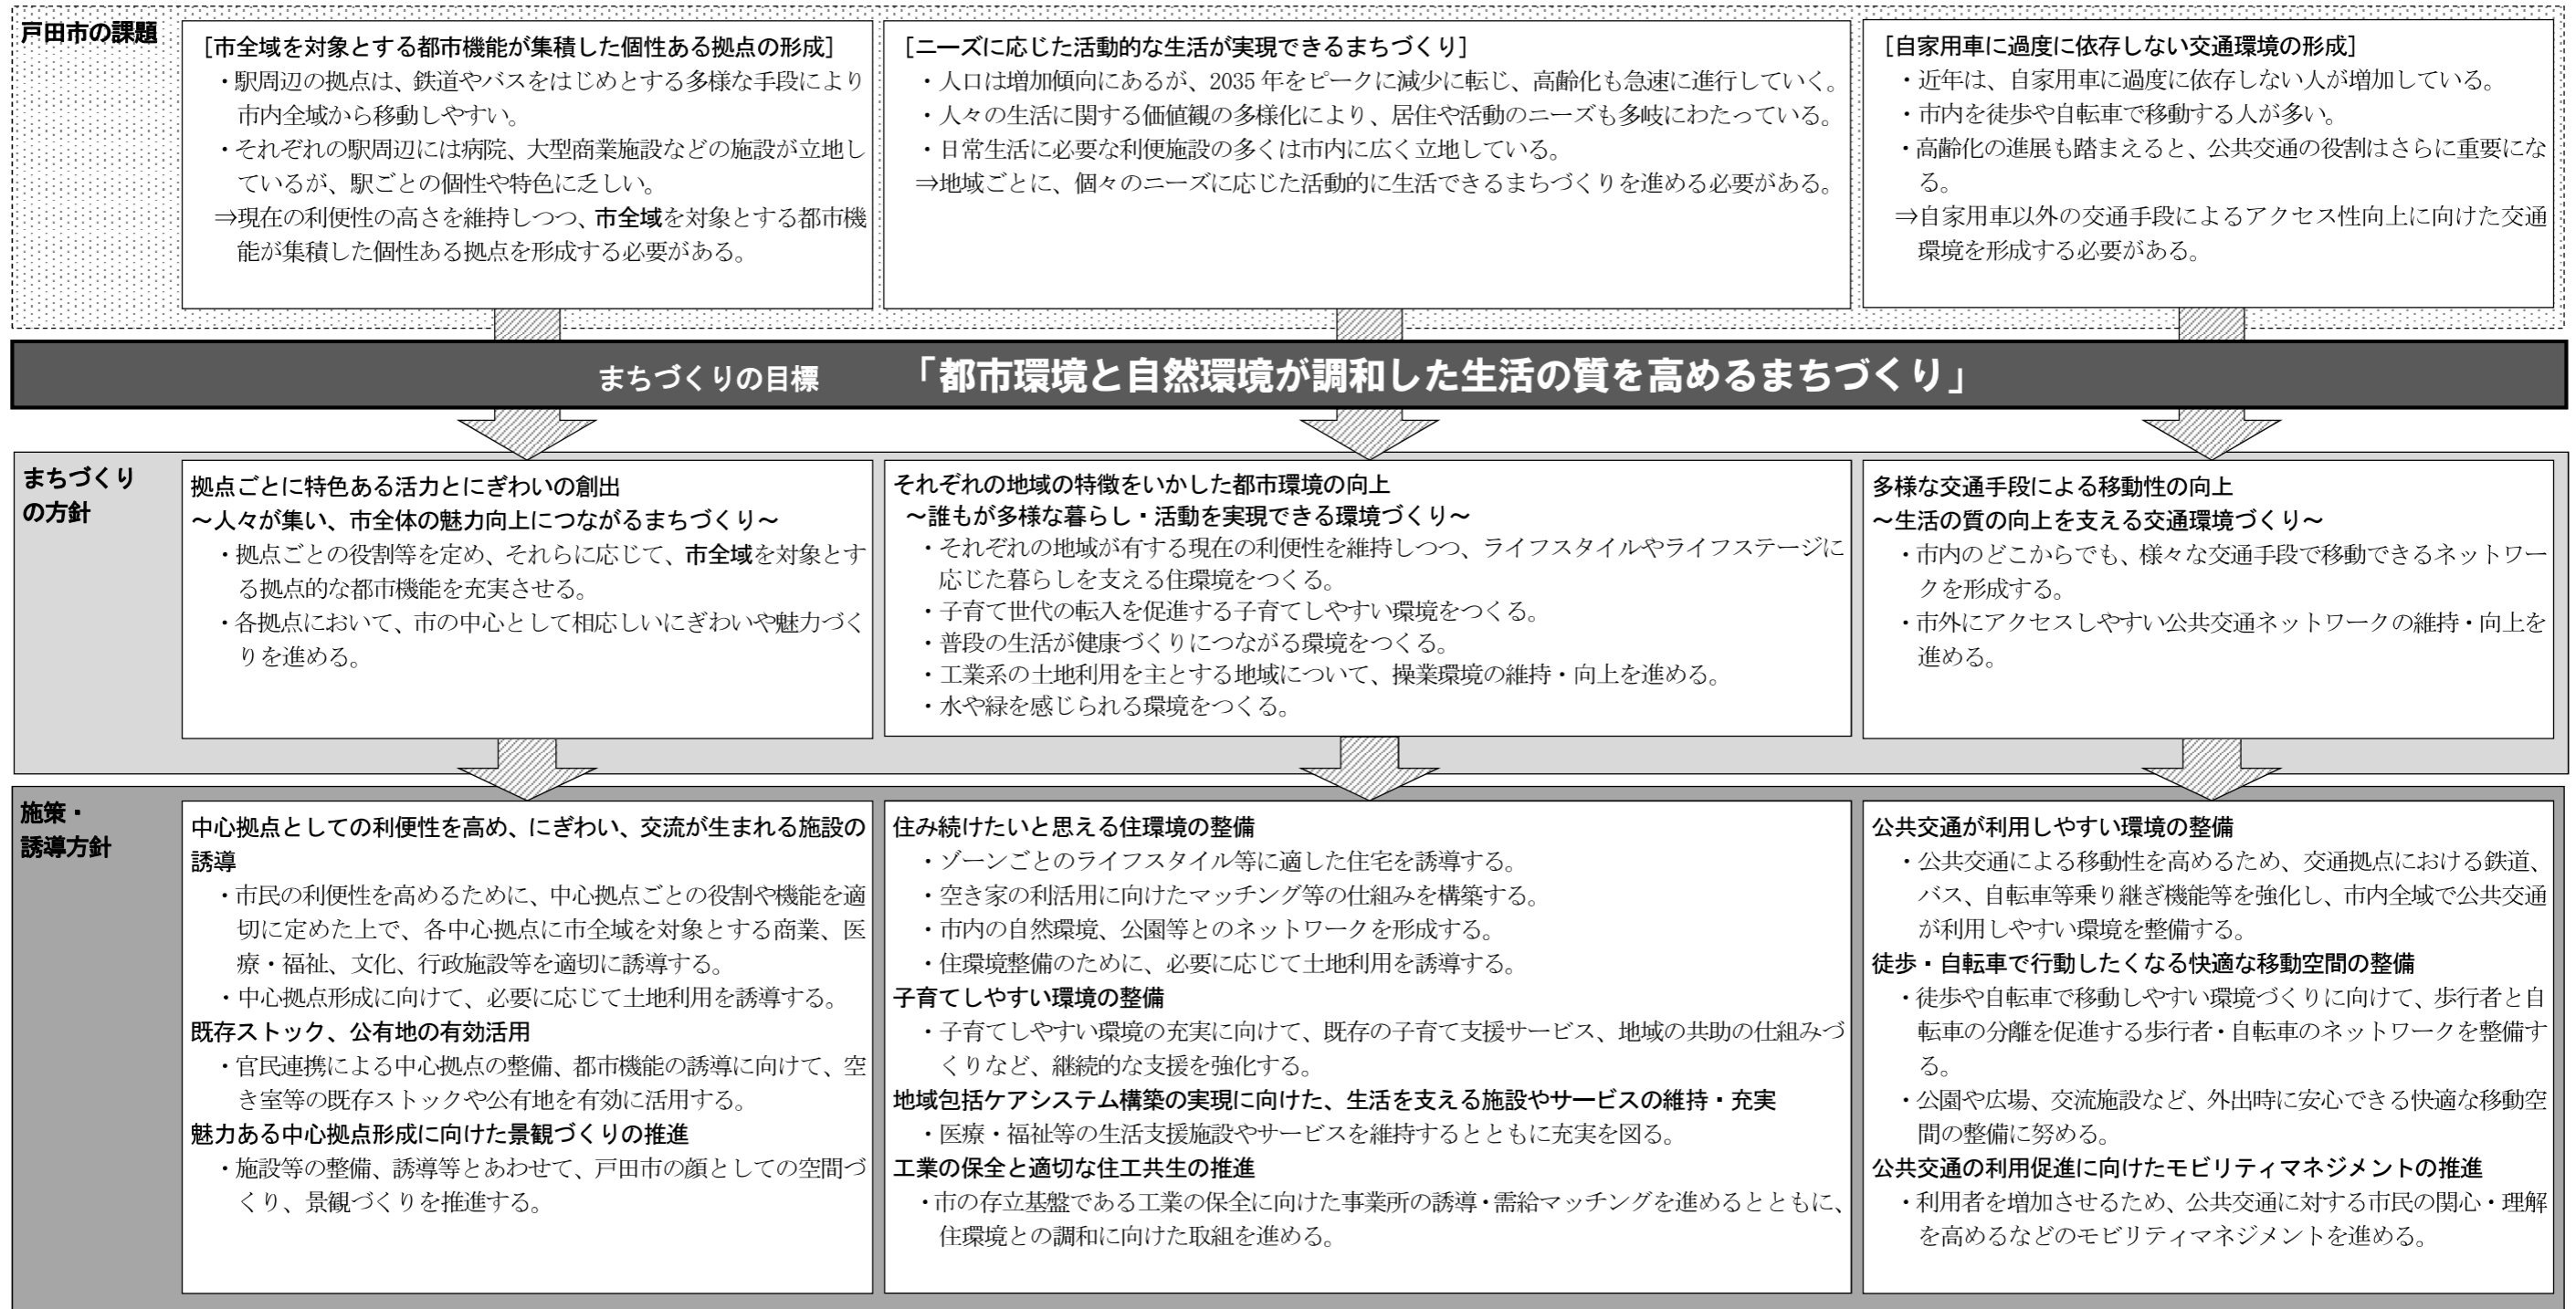 戸田市の課題
［市全域を対象とする都市機能が集積した個性ある拠点の形成］
・駅周辺の拠点は、鉄道やバスをはじめとする多様な手段により
市内全域から移動しやすい。
・それぞれの駅周辺には病院、大型商業施設などの施設が立地し
ているが、駅ごとの個性や特色に乏しい。
⇒現在の利便性の高さを維持しつつ、市全域を対象とする都市機
能が集積した個性ある拠点を形成する必要がある。
［ニーズに応じた活動的な生活が実現できるまちづくり］
・人口は増加傾向にあるが、2035 年をピークに減少に転じ、高齢化も急速に進行していく。
・人々の生活に関する価値観の多様化により、居住や活動のニーズも多岐にわたっている。
・日常生活に必要な利便施設の多くは市内に広く立地している。
⇒地域ごとに、個々のニーズに応じた活動的に生活できるまちづくりを進める必要がある。
［自家用車に過度に依存しない交通環境の形成］
・近年は、自家用車に過度に依存しない人が増加している。
・市内を徒歩や自転車で移動する人が多い。
・高齢化の進展も踏まえると、公共交通の役割はさらに重要にな
る。
⇒自家用車以外の交通手段によるアクセス性向上に向けた交通
環境を形成する必要がある。
まちづくりの目標 「都市環境と自然環境が調和した生活の質を高めるまちづくり」
まちづくり
の方針
拠点ごとに特色ある活力とにぎわいの創出
～人々が集い、市全体の魅力向上につながるまちづくり～
・拠点ごとの役割等を定め、それらに応じて、市全域を対象とす
る拠点的な都市機能を充実させる。
・各拠点において、市の中心として相応しいにぎわいや魅力づく
りを進める。
それぞれの地域の特徴をいかした都市環境の向上
～誰もが多様な暮らし・活動を実現できる環境づくり～
・それぞれの地域が有する現在の利便性を維持しつつ、ライフスタイルやライフステージに
応じた暮らしを支える住環境をつくる。
・子育て世代の転入を促進する子育てしやすい環境をつくる。
・普段の生活が健康づくりにつながる環境をつくる。
・工業系の土地利用を主とする地域について、操業環境の維持・向上を進める。
・水や緑を感じられる環境をつくる。
多様な交通手段による移動性の向上
～生活の質の向上を支える交通環境づくり～
・市内のどこからでも、様々な交通手段で移動できるネットワー
クを形成する。
・市外にアクセスしやすい公共交通ネットワークの維持・向上を
進める。
施策・
誘導方針
中心拠点としての利便性を高め、にぎわい、交流が生まれる施設の
誘導
・市民の利便性を高めるために、中心拠点ごとの役割や機能を適
切に定めた上で、各中心拠点に市全域を対象とする商業、医
療・福祉、文化、行政施設等を適切に誘導する。
・中心拠点形成に向けて、必要に応じて土地利用を誘導する。
既存ストック、公有地の有効活用
・官民連携による中心拠点の整備、都市機能の誘導に向けて、空
き室等の既存ストックや公有地を有効に活用する。
魅力ある中心拠点形成に向けた景観づくりの推進
・施設等の整備、誘導等とあわせて、戸田市の顔としての空間づ
くり、景観づくりを推進する。
住み続けたいと思える住環境の整備
・ゾーンごとのライフスタイル等に適した住宅を誘導する。
・空き家の利活用に向けたマッチング等の仕組みを構築する。
・市内の自然環境、公園等とのネットワークを形成する。
・住環境整備のために、必要に応じて土地利用を誘導する。
子育てしやすい環境の整備
・子育てしやすい環境の充実に向けて、既存の子育て支援サービス、地域の共助の仕組みづ
くりなど、継続的な支援を強化する。
地域包括ケアシステム構築の実現に向けた、生活を支える施設やサービスの維持・充実
・医療・福祉等の生活支援施設やサービスを維持するとともに充実を図る。
工業の保全と適切な住工共生の推進
・市の存立基盤である工業の保全に向けた事業所の誘導・需給マッチングを進めるとともに、
住環境との調和に向けた取組を進める。
公共交通が利用しやすい環境の整備
・公共交通による移動性を高めるため、交通拠点における鉄道、
バス、自転車等乗り継ぎ機能等を強化し、市内全域で公共交通
が利用しやすい環境を整備する。
徒歩・自転車で行動したくなる快適な移動空間の整備
・徒歩や自転車で移動しやすい環境づくりに向けて、歩行者と自
転車の分離を促進する歩行者・自転車のネットワークを整備す
る。
・公園や広場、交流施設など、外出時に安心できる快適な移動空
間の整備に努める。
公共交通の利用促進に向けたモビリティマネジメントの推進
・利用者を増加させるため、公共交通に対する市民の関心・理解
を高めるなどのモビリティマネジメントを進める。